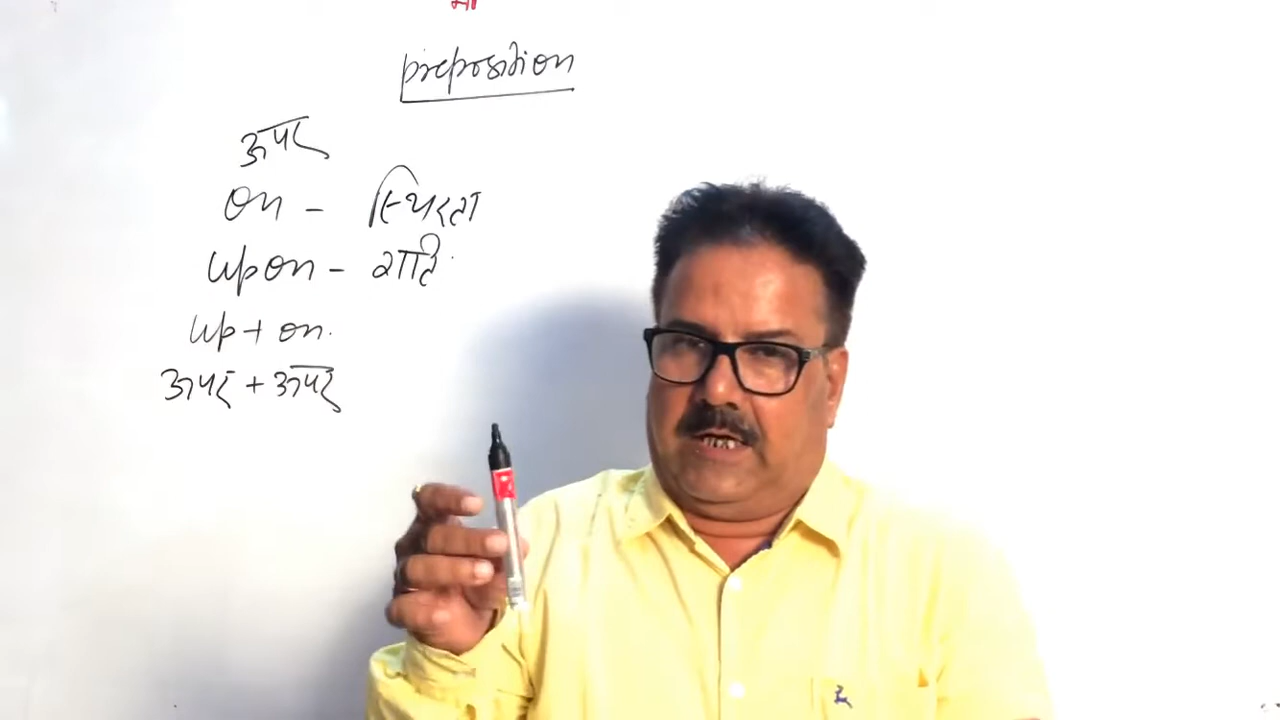 preposition
ऊपर
on - स्थिरता
upon - गति
up + on.
ऊपर + ऊपर